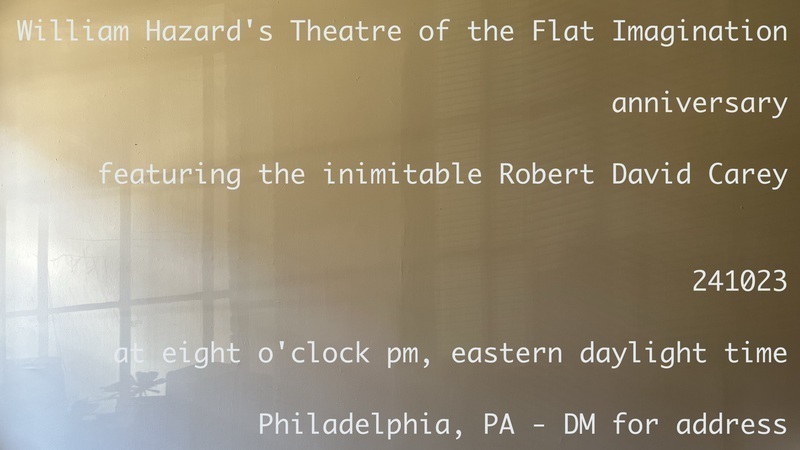 William Hazard's Theatre of the Flat Imagination
anniversary
featuring the inimitable Robert David Carey
241023
at eight o'clock pm, eastern daylight time
Philadelphia, PA - DM for address